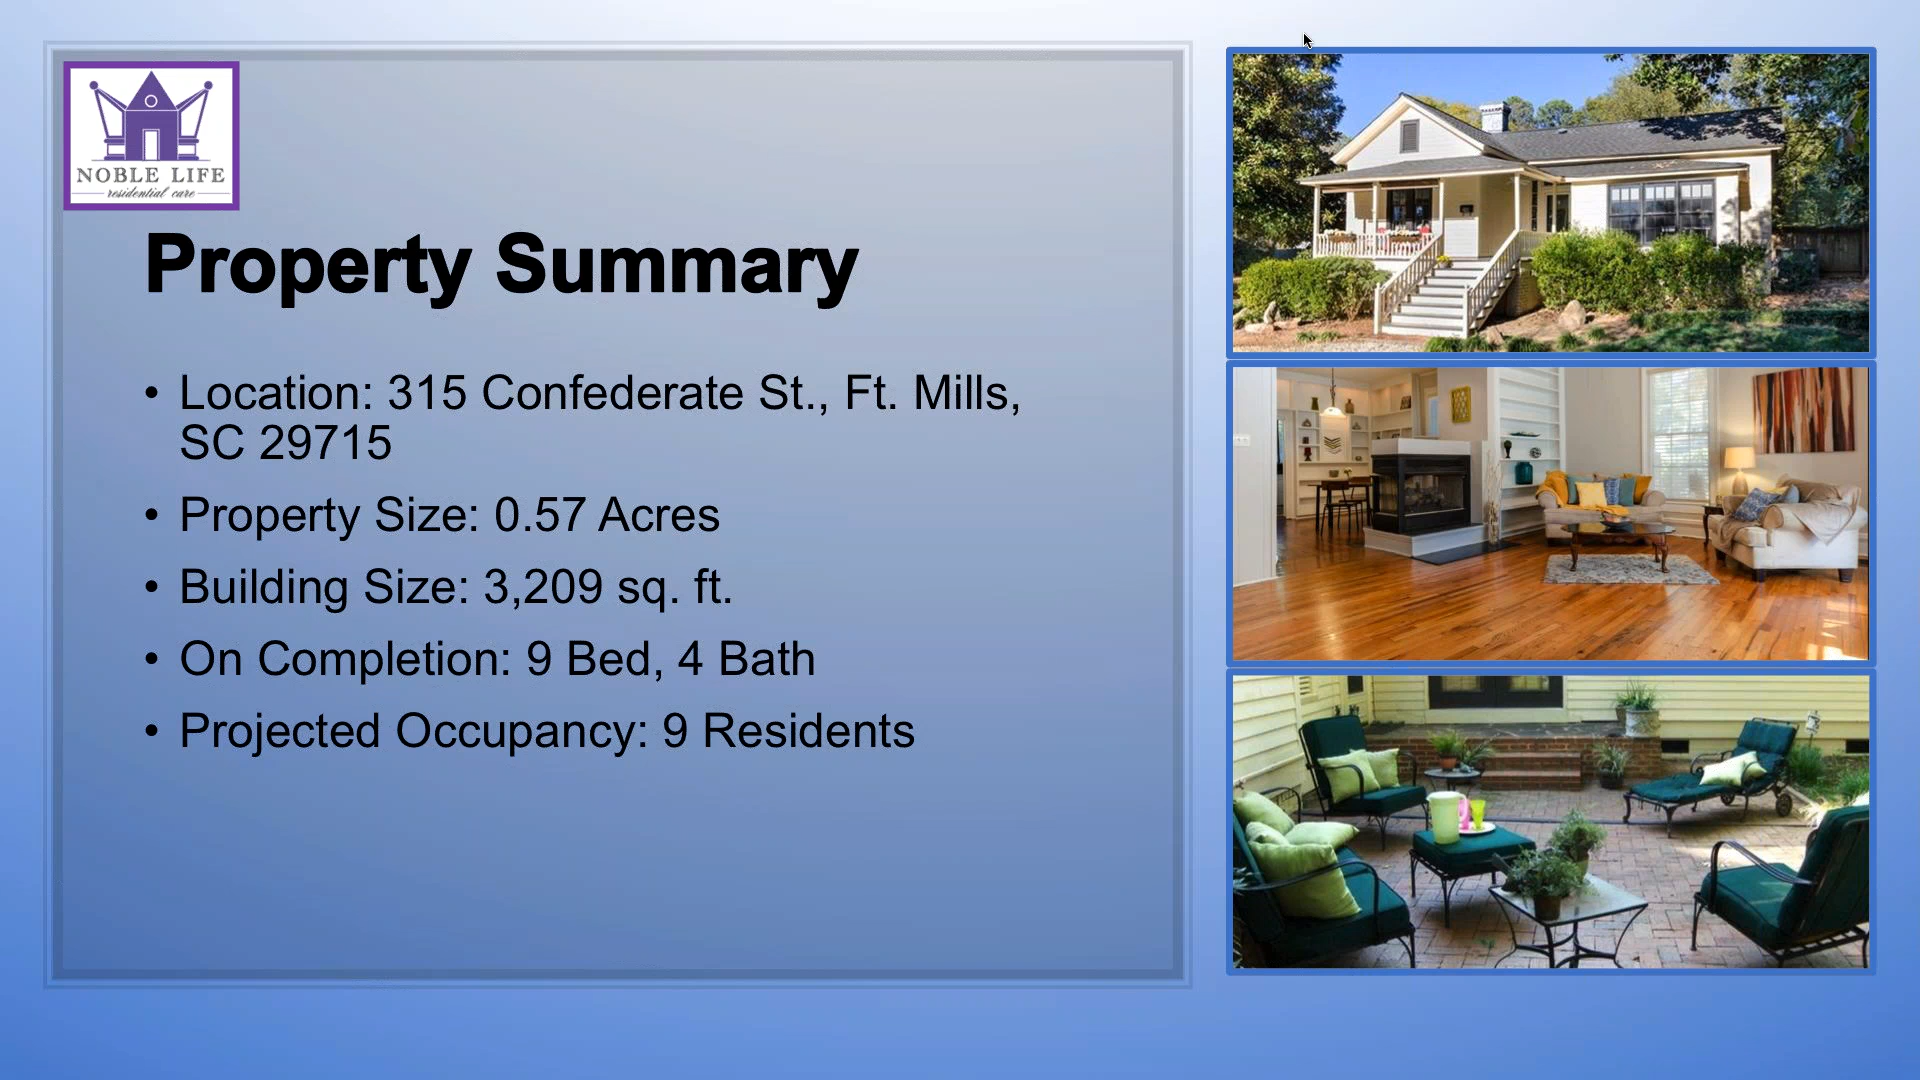 NOBLE LIFE
residential care
Property Summary
• Location: 315 Confederate St., Ft. Mills,
SC 29715
• Property Size: 0.57 Acres
• Building Size: 3,209 sq. ft.
• On Completion: 9 Bed, 4 Bath
• Projected Occupancy: 9 Residents